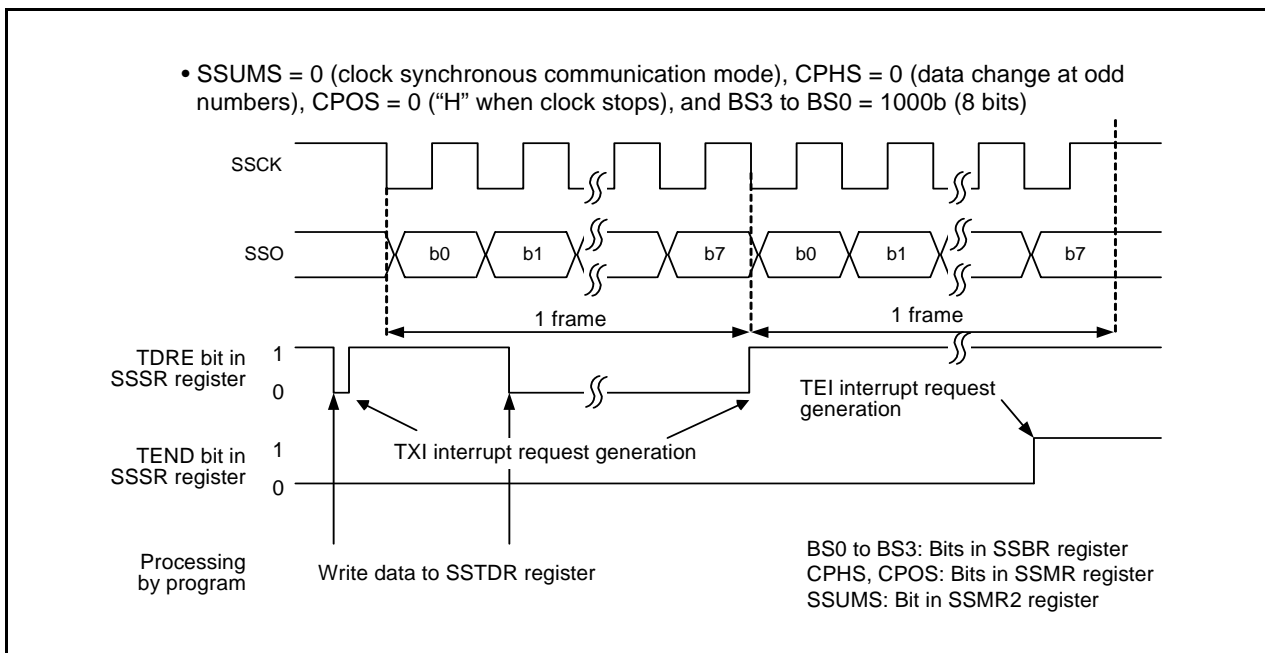 • SSUMS = 0 (clock synchronous communication mode), CPHS = 0 (data change at odd
numbers), CPOS = 0 (“H” when clock stops), and BS3 to BS0 = 1000b (8 bits)
SSCK
SSO
b0
b1
b7
b0
b1
b7
1 frame
1 frame
TDRE bit in
SSSR register
1
0
TEI interrupt request
generation
TXI interrupt request generation
TEND bit in
SSSR register
1
0
Processing
by program
Write data to SSTDR register
BS0 to BS3: Bits in SSBR register
CPHS, CPOS: Bits in SSMR register
SSUMS: Bit in SSMR2 register